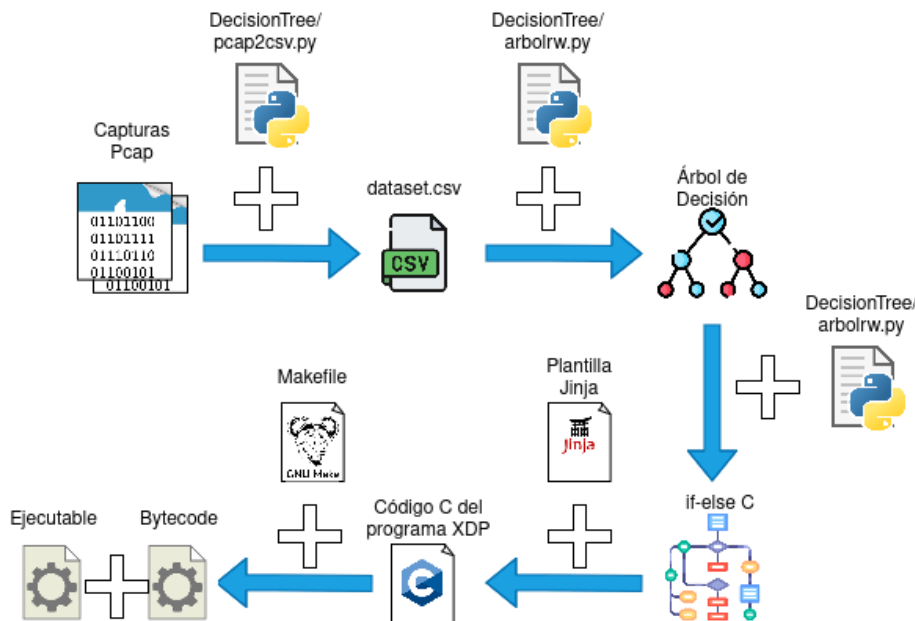 DecisionTree/
pcap2csv.py
DecisionTree/
arbolrw.py
Capturas
Pcap
01101100
01101111
01110110
01100101
01100101
dataset.csv
CSV
Árbol de
Decisión
DecisionTree/
arbolrw.py
Makefile
GNU Make
Plantilla
Jinja
Jinja
if-else C
Código C del
programa XDP
C
Bytecode
Ejecutable